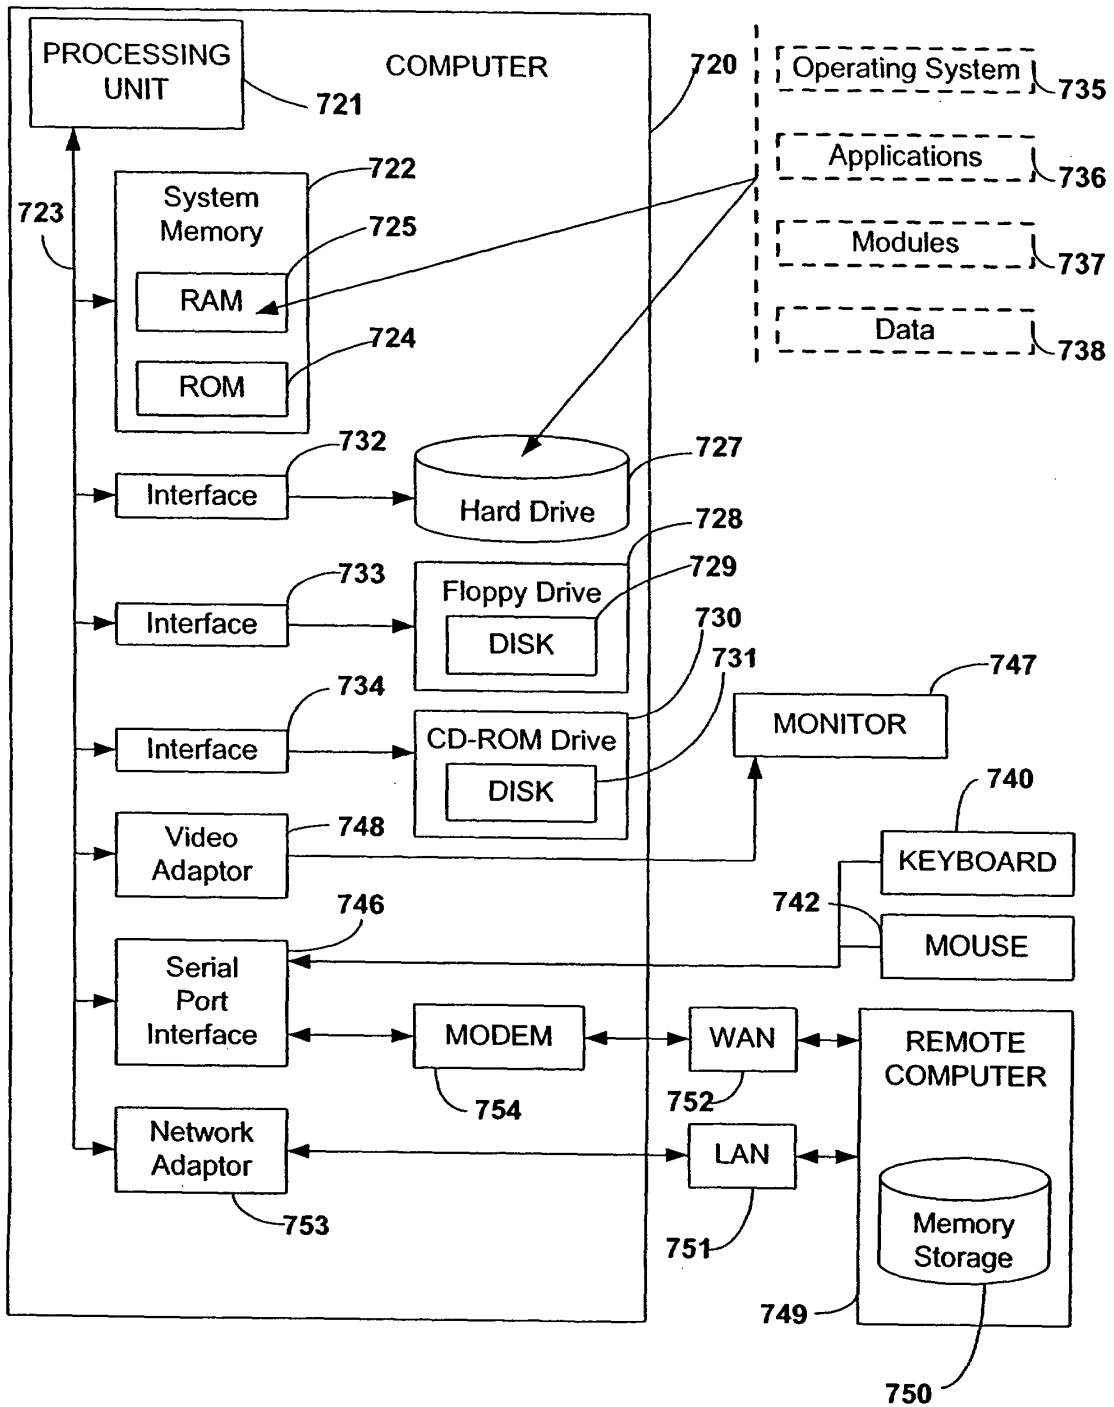 PROCESSING
UNIT
COMPUTER
721
720
Operating System
735
Applications
736
Modules
737
Data
738
722
System
Memory
723
725
RAM
724
ROM
732
Interface
727
Hard Drive
728
733
Interface
Floppy Drive
729
DISK
730
734
Interface
CD-ROM Drive
731
DISK
747
MONITOR
748
Video
Adaptor
740
KEYBOARD
742
MOUSE
746
Serial
Port
Interface
MODEM
754
WAN
752
REMOTE
COMPUTER
Network
Adaptor
753
LAN
751
Memory
Storage
749
750